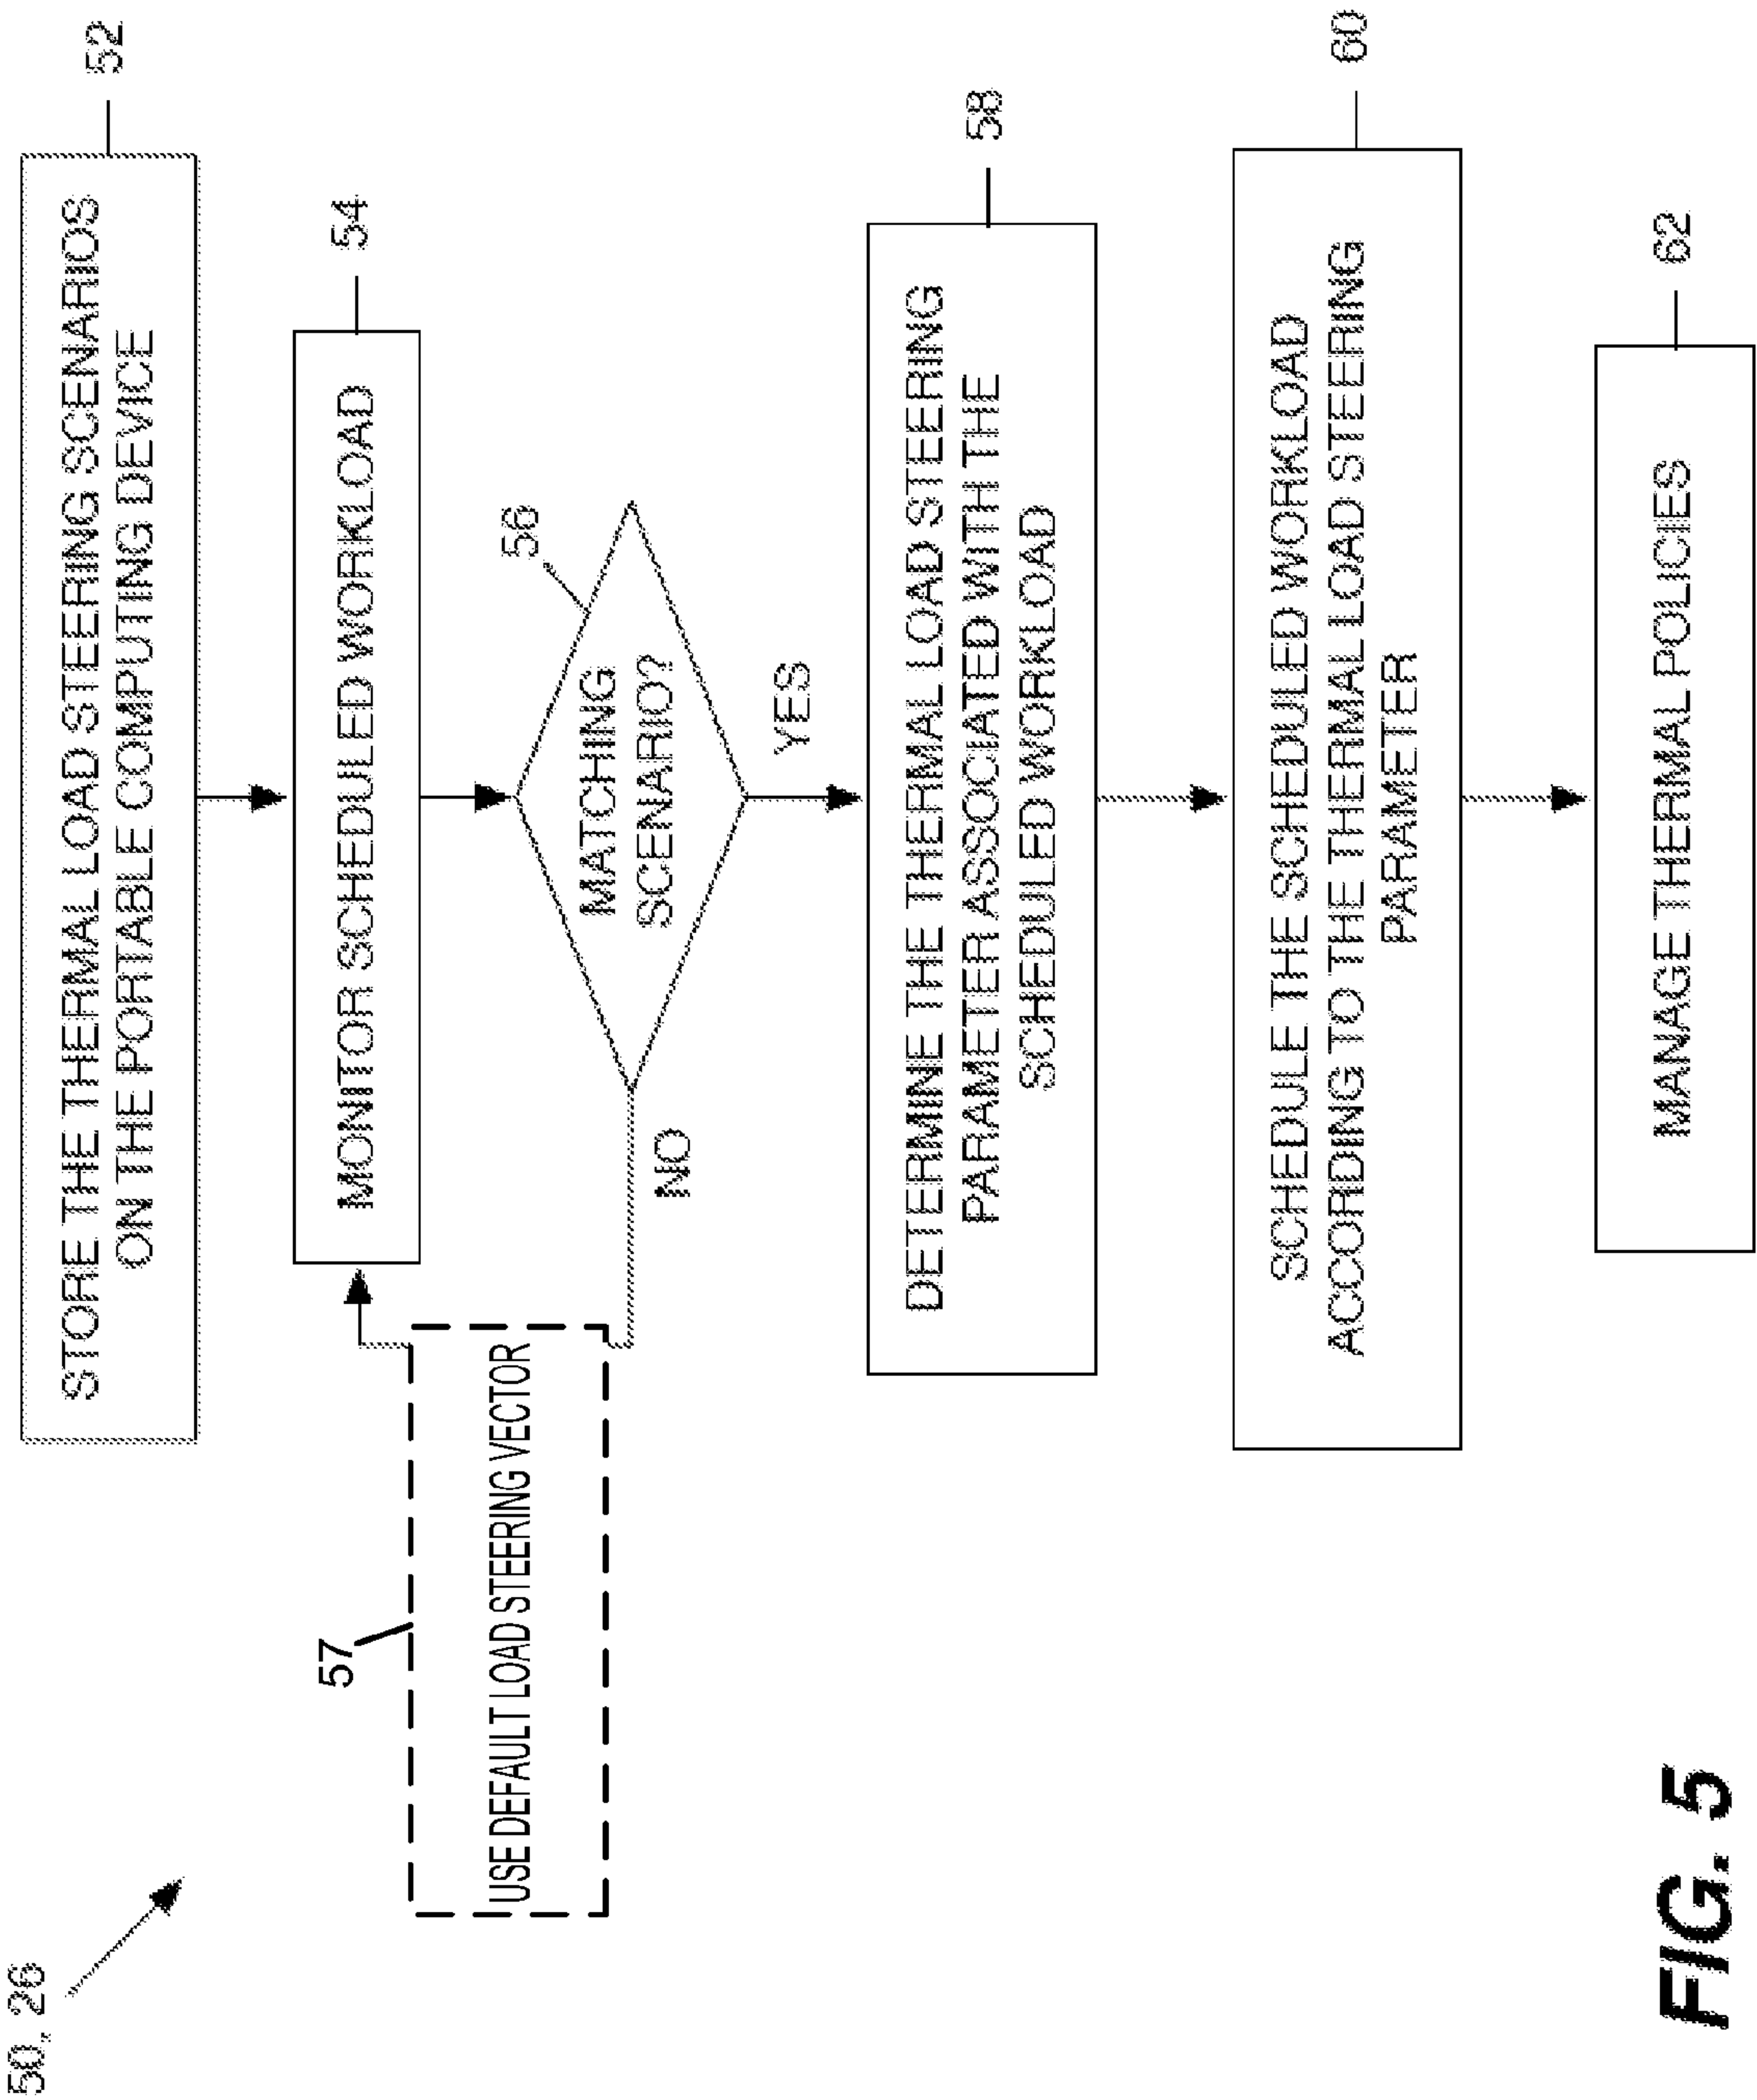 50, 26
STORE THE THERMAL LOAD STEERING SCENARIOS
ON THE PORTABLE COMPUTING DEVICE
52
MONITOR SCHEDULED WORKLOAD
54
57
USE DEFAULT LOAD STEERING VECTOR
MATCHING
SCENARIO?
56
NO
YES
DETERMINE THE THERMAL LOAD STEERING
PARAMETER ASSOCIATED WITH THE
SCHEDULED WORKLOAD
58
SCHEDULE THE SCHEDULED WORKLOAD
ACCORDING TO THE THERMAL LOAD STEERING
PARAMETER
60
MANAGE THERMAL POLICIES
62
FIG. 5